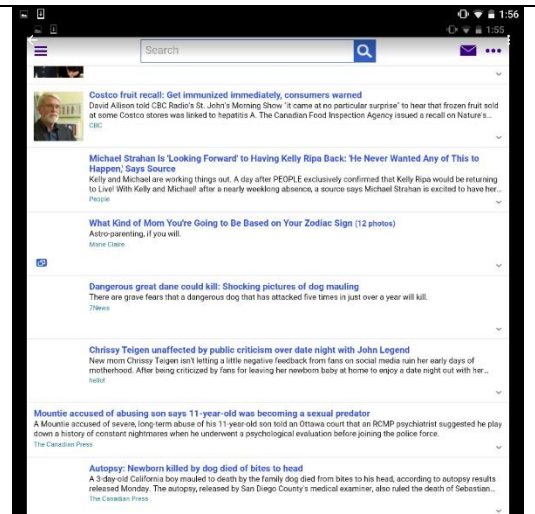 1:56
1:55
Search
Costco fruit recall: Get immunized immediately, consumers warned
David Allison told CBC Radio's St. John's Morning Show "it came at no particular surprise" to hear that frozen fruit sold
at some Costco stores was linked to hepatitis A. The Canadian Food Inspection Agency issued a recall on Nature's...
CBC
Michael Strahan Is 'Looking Forward' to Having Kelly Ripa Back: 'He Never Wanted Any of This to
Happen,' Says Source
Kelly and Michael are working things out. A day after PEOPLE exclusively confirmed that Kelly Ripa would be returning
to Live! With Kelly and Michael! after a nearly weeklong absence, a source says Michael Strahan is excited to have her...
People
What Kind of Mom You're Going to Be Based on Your Zodiac Sign (12 photos)
Astro-parenting, if you will.
Marie Claire
Dangerous great dane could kill: Shocking pictures of dog mauling
There are grave fears that a dangerous dog that has attacked five times in just over a year will kill.
7News
Chrissy Teigen unaffected by public criticism over date night with John Legend
New mom Chrissy Teigen isn't letting a little negative feedback from fans on social media ruin her early days of
motherhood. After being criticized by fans for leaving her newborn baby at home to enjoy a date night out with her...
hello!
Mountie accused of abusing son says 11-year-old was becoming a sexual predator
A Mountie accused of severe, long-term abuse of his 11-year-old son told an Ottawa court that an RCMP psychiatrist suggested he play
down a history of constant nightmares when he underwent a psychological evaluation before joining the police force.
The Canadian Press
Autopsy: Newborn killed by dog died of bites to head
A 3-day-old California boy mauled to death by the family dog died from bites to his head, according to autopsy results
released Monday. The autopsy, released by San Diego County's medical examiner, also ruled the death of Sebastian...
The Canadian Press